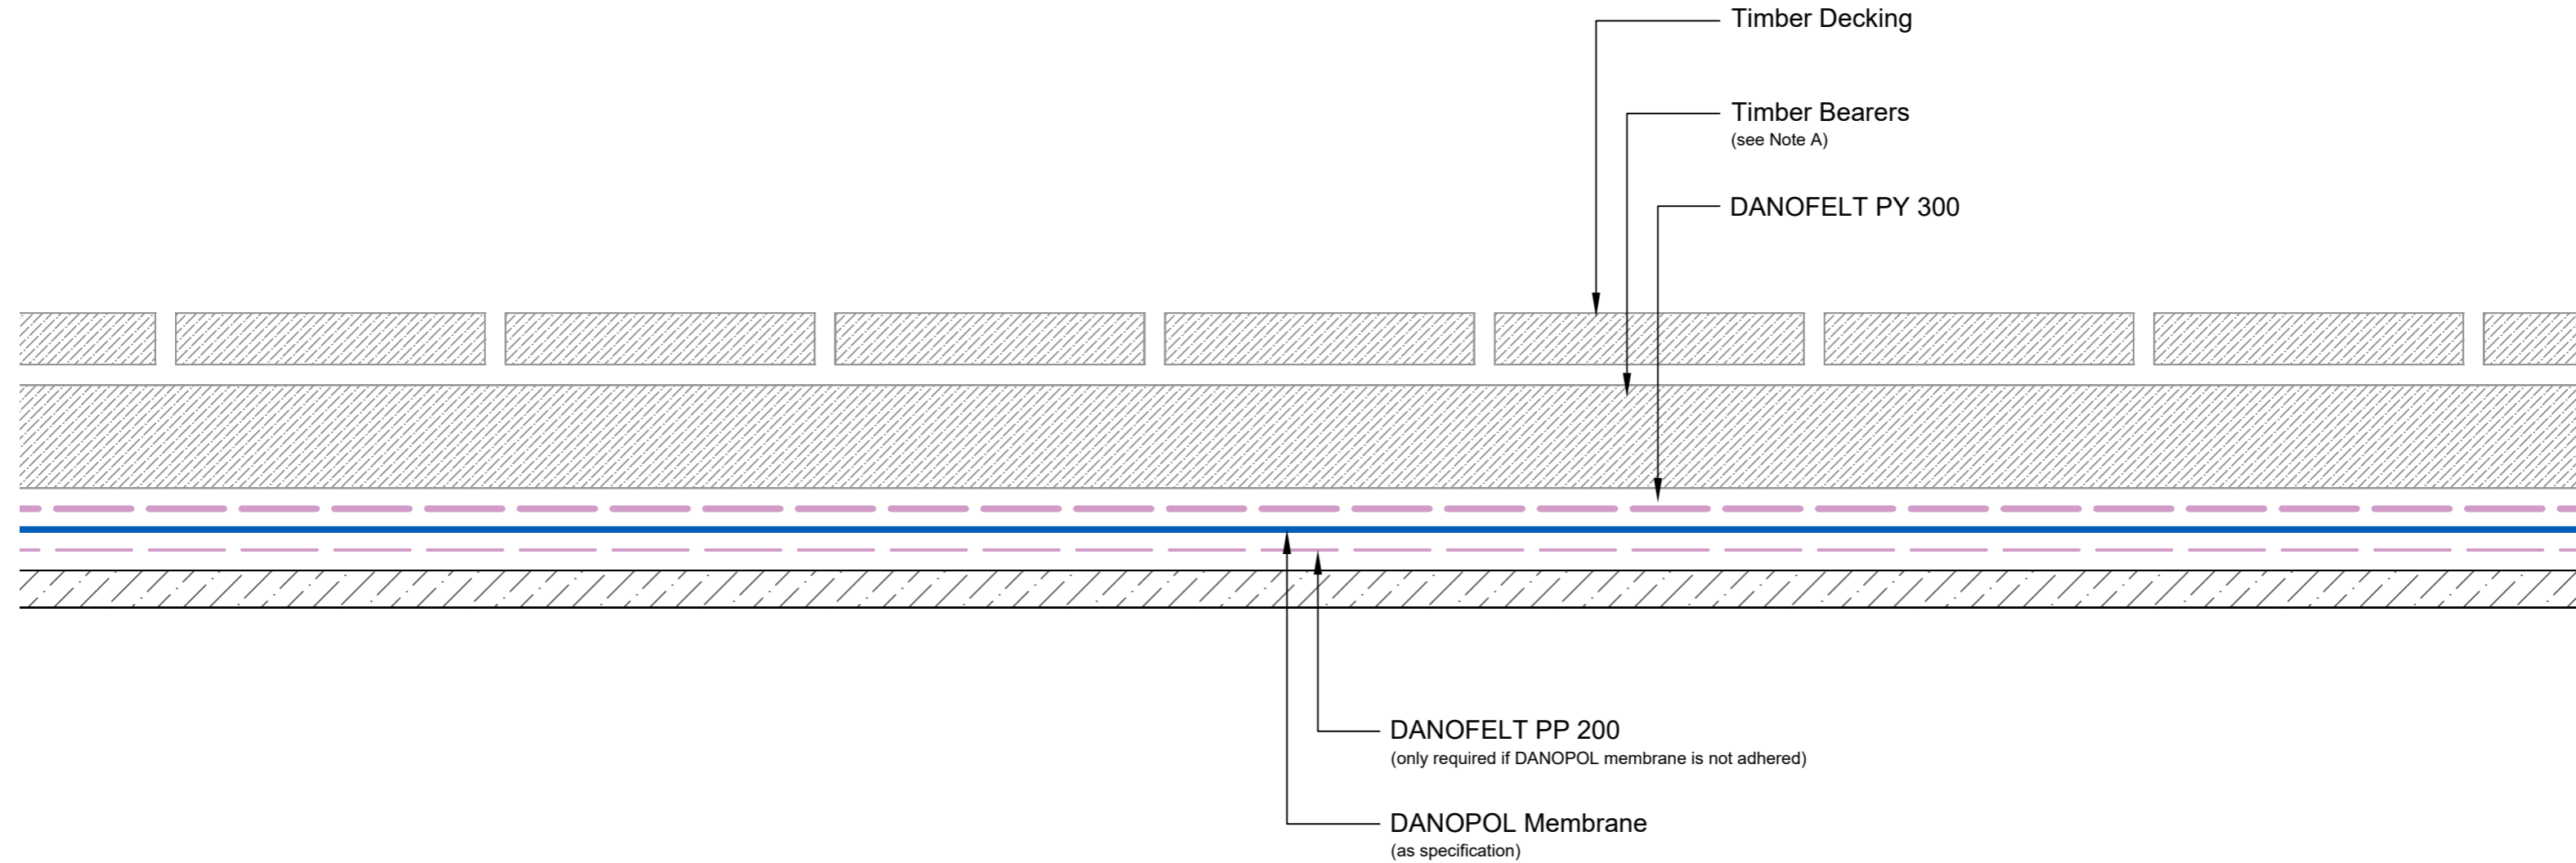 Timber Decking
Timber Bearers
(see Note A)
DANOFELT PY 300
DANOFELT PP 200
(only required if DANOPOL membrane is not adhered)
DANOPOL Membrane
(as specification)